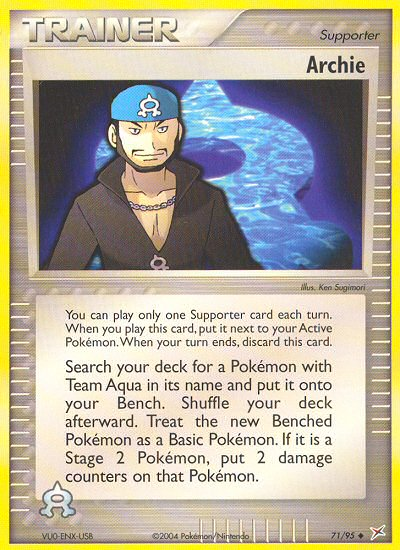 TRAINER
Supporter
Archie
Illus. Ken Sugimori
You can play only one Supporter card each turn.
When you play this card, put it next to your Active
Pokémon. When your turn ends, discard this card.
Search your deck for a Pokémon with
Team Aqua in its name and put it onto
your Bench. Shuffle your deck
afterward. Treat the new Benched
Pokémon as a Basic Pokémon. If it is a
Stage 2 Pokémon, put 2 damage
counters on that Pokémon.
VU0-ENX-USB
©2004 Pokémon/Nintendo
71/95